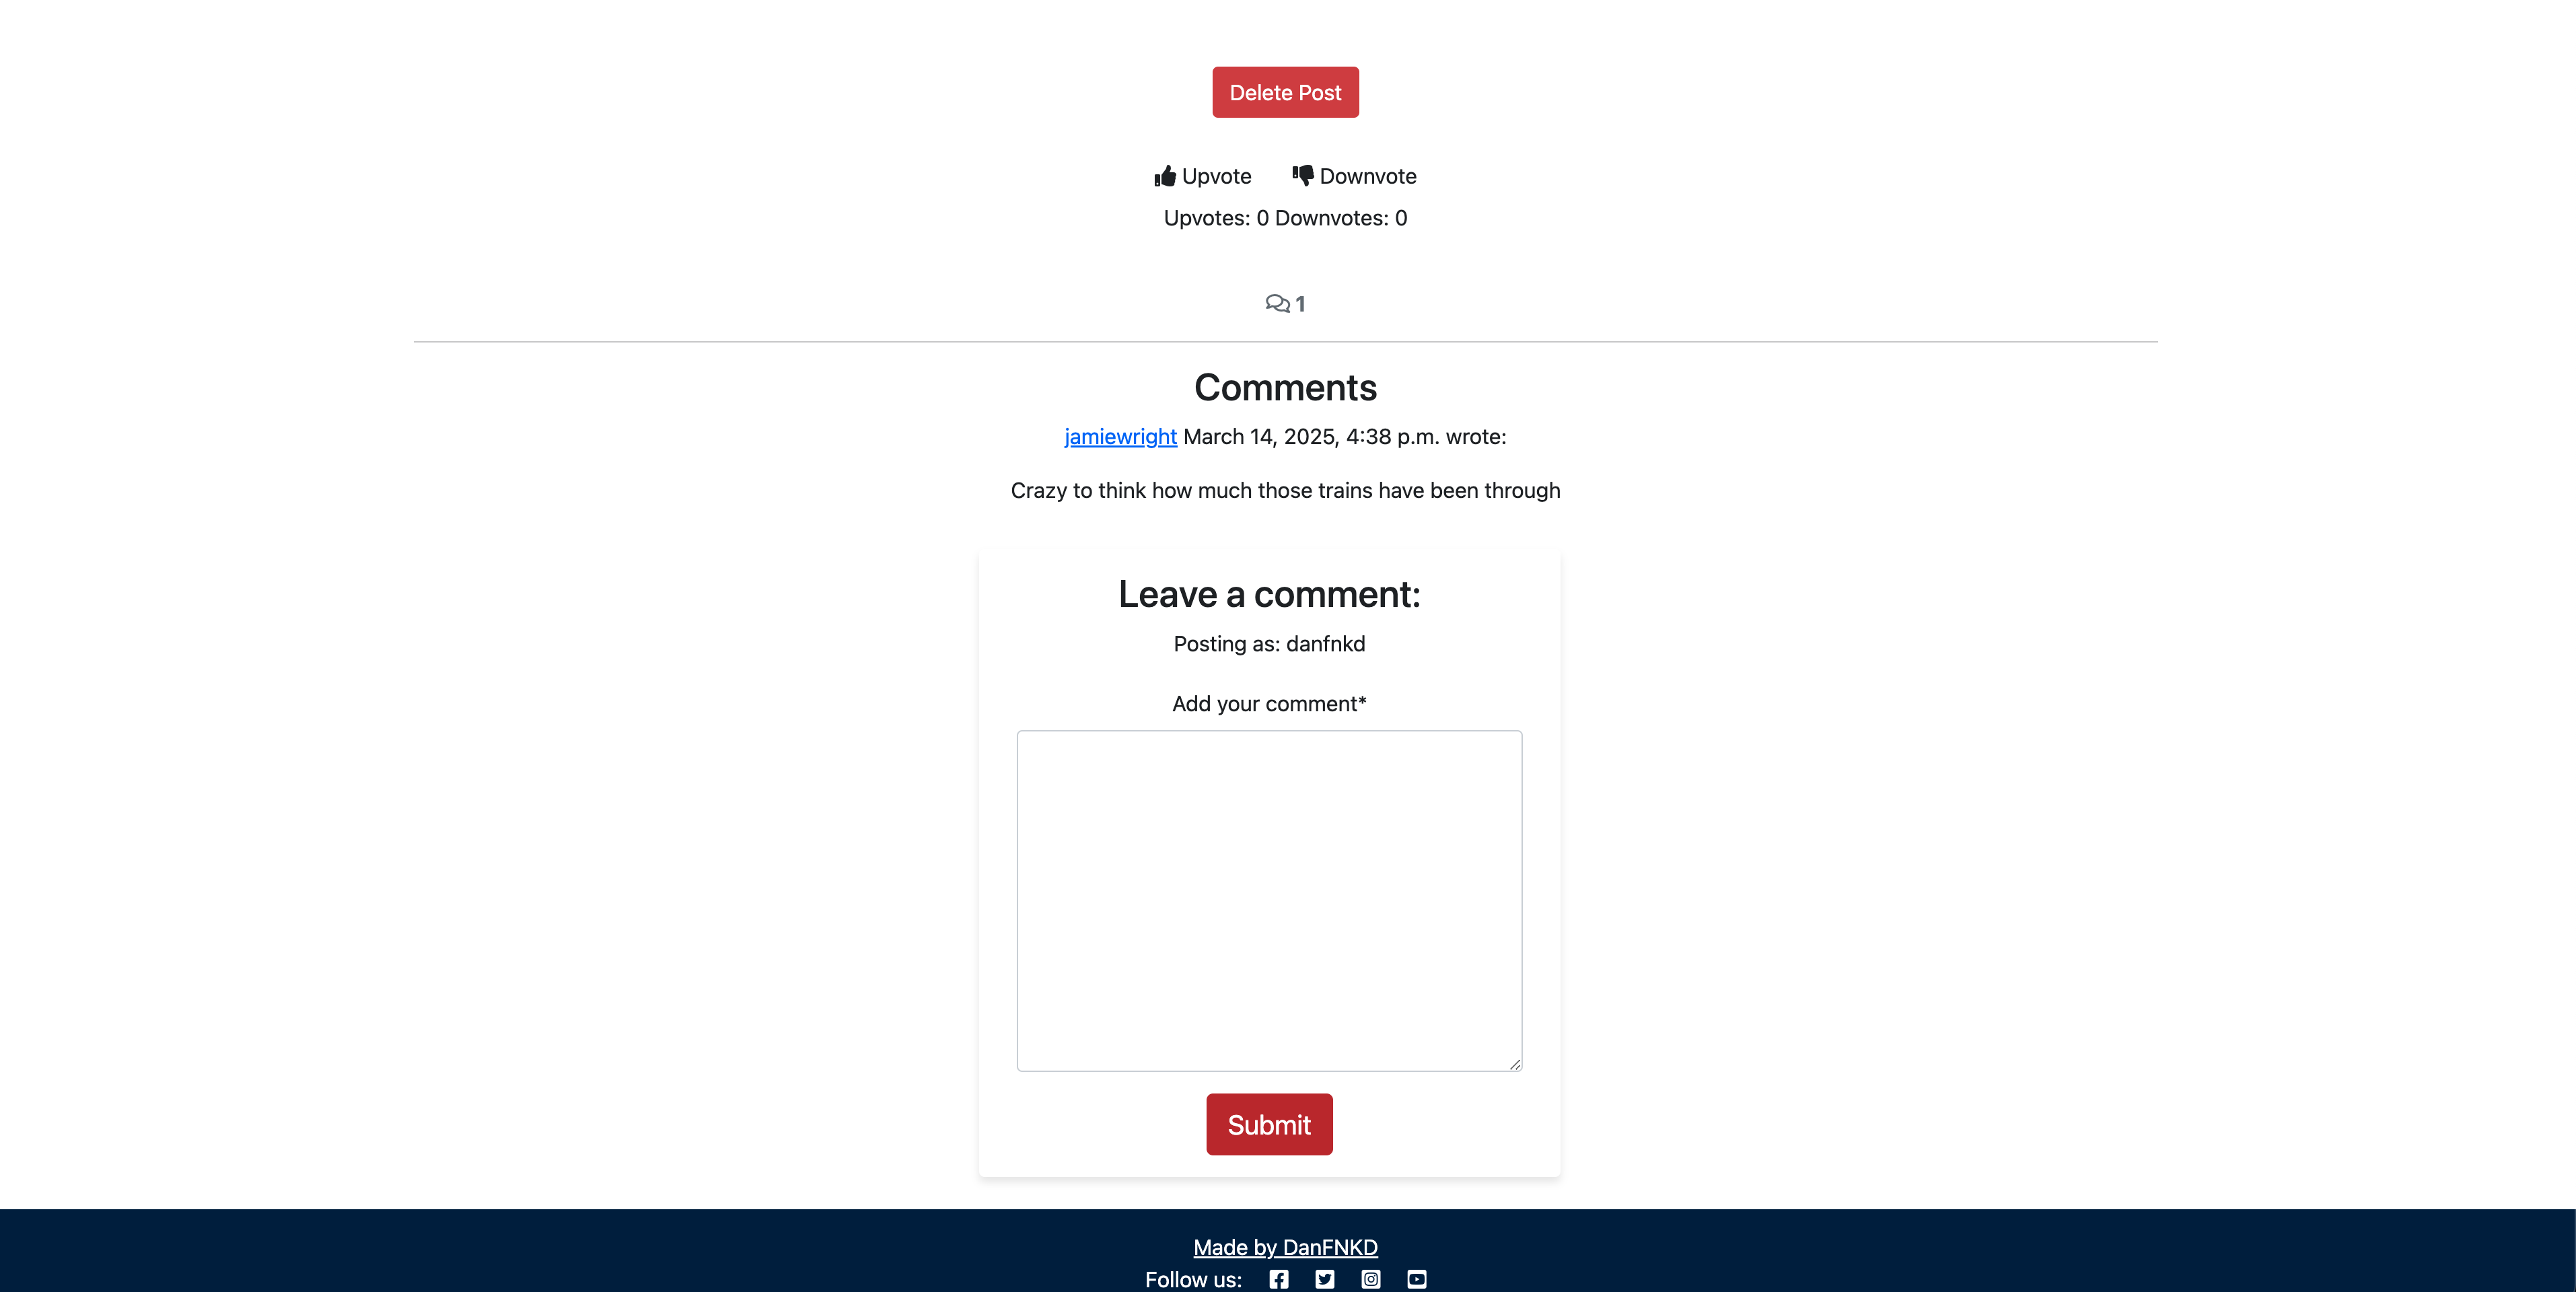 Delete Post
Upvote Downvote
Upvotes: 0 Downvotes: 0
1
Comments
jamiewright March 14, 2025, 4:38 p.m. wrote:
Crazy to think how much those trains have been through
Leave a comment:
Posting as: danfnkd
Add your comment*
Submit
Made by DanFNKD
Follow us: